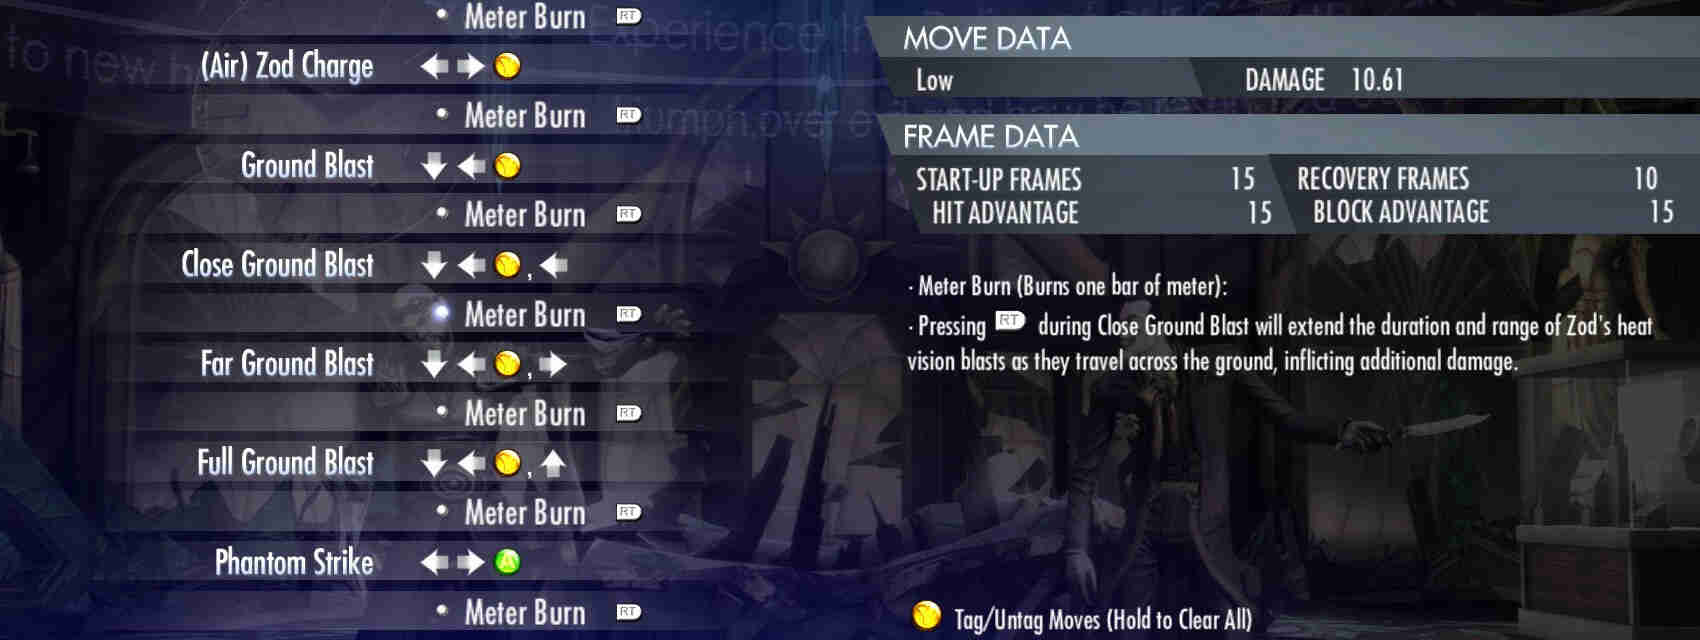 Meter Burn RT
(Air) Zod Charge Y
Meter Burn RT
Ground Blast Y
Meter Burn RT
Close Ground Blast Y,
Meter Burn RT
Far Ground Blast Y,
Meter Burn RT
Full Ground Blast Y,
Meter Burn RT
Phantom Strike A
Meter Burn RT
MOVE DATA
Low DAMAGE 10.61
FRAME DATA
START-UP FRAMES 15 RECOVERY FRAMES 10
HIT ADVANTAGE 15 BLOCK ADVANTAGE 15
· Meter Burn (Burns one bar of meter):
· Pressing RT during Close Ground Blast will extend the duration and range of Zod's heat
vision blasts as they travel across the ground, inflicting additional damage.
Y Tag/Untag Moves (Hold to Clear All)
to new
Experience